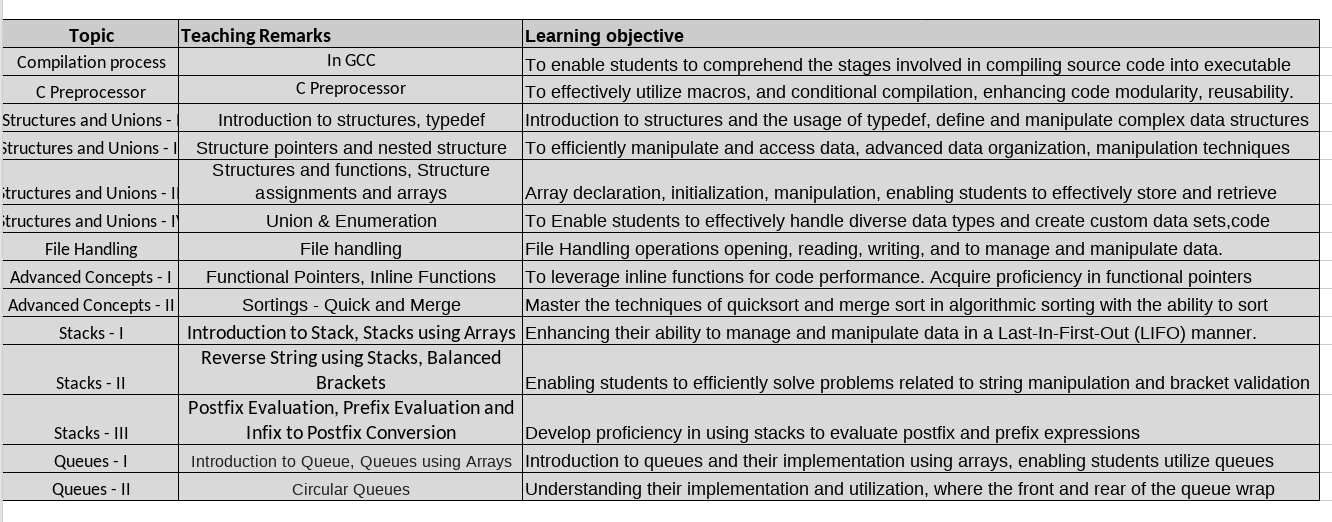 Topic Teaching Remarks Learning objective
Compilation process In GCC To enable students to comprehend the stages involved in compiling source code into executable
C Preprocessor C Preprocessor To effectively utilize macros, and conditional compilation, enhancing code modularity, reusability.
Structures and Unions - Introduction to structures, typedef Introduction to structures and the usage of typedef, define and manipulate complex data structures
Structures and Unions - I Structure pointers and nested structure To efficiently manipulate and access data, advanced data organization, manipulation techniques
Structures and functions, Structure
Structures and Unions - II assignments and arrays Array declaration, initialization, manipulation, enabling students to effectively store and retrieve
Structures and Unions - IV Union & Enumeration To Enable students to effectively handle diverse data types and create custom data sets,code
File Handling File handling File Handling operations opening, reading, writing, and to manage and manipulate data.
Advanced Concepts - I Functional Pointers, Inline Functions To leverage inline functions for code performance. Acquire proficiency in functional pointers
Advanced Concepts - II Sortings - Quick and Merge Master the techniques of quicksort and merge sort in algorithmic sorting with the ability to sort
Stacks - I Introduction to Stack, Stacks using Arrays Enhancing their ability to manage and manipulate data in a Last-In-First-Out (LIFO) manner.
Reverse String using Stacks, Balanced
Stacks - II Brackets Enabling students to efficiently solve problems related to string manipulation and bracket validation
Postfix Evaluation, Prefix Evaluation and
Stacks - III Infix to Postfix Conversion Develop proficiency in using stacks to evaluate postfix and prefix expressions
Queues - I Introduction to Queue, Queues using Arrays Introduction to queues and their implementation using arrays, enabling students utilize queues
Queues - II Circular Queues Understanding their implementation and utilization, where the front and rear of the queue wrap